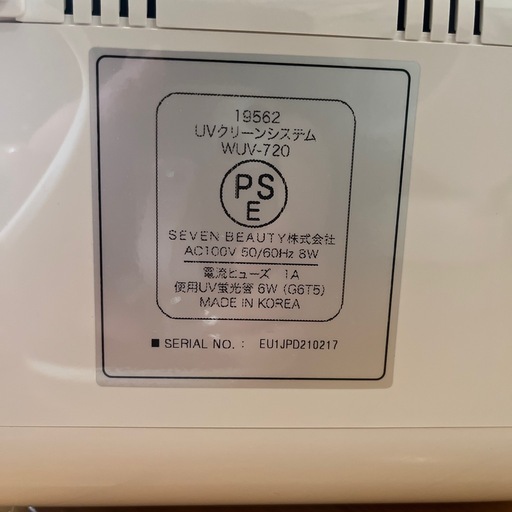 19562
UVクリーンシステム
WUV-720
PS
E
SEVEN BEAUTY株式会社
AC100V 50/60Hz 8W
電流ヒューズ 1A
使用UV蛍光管 6W (G6T5)
MADE IN KOREA
■ SERIAL NO. : EU1JPD210217